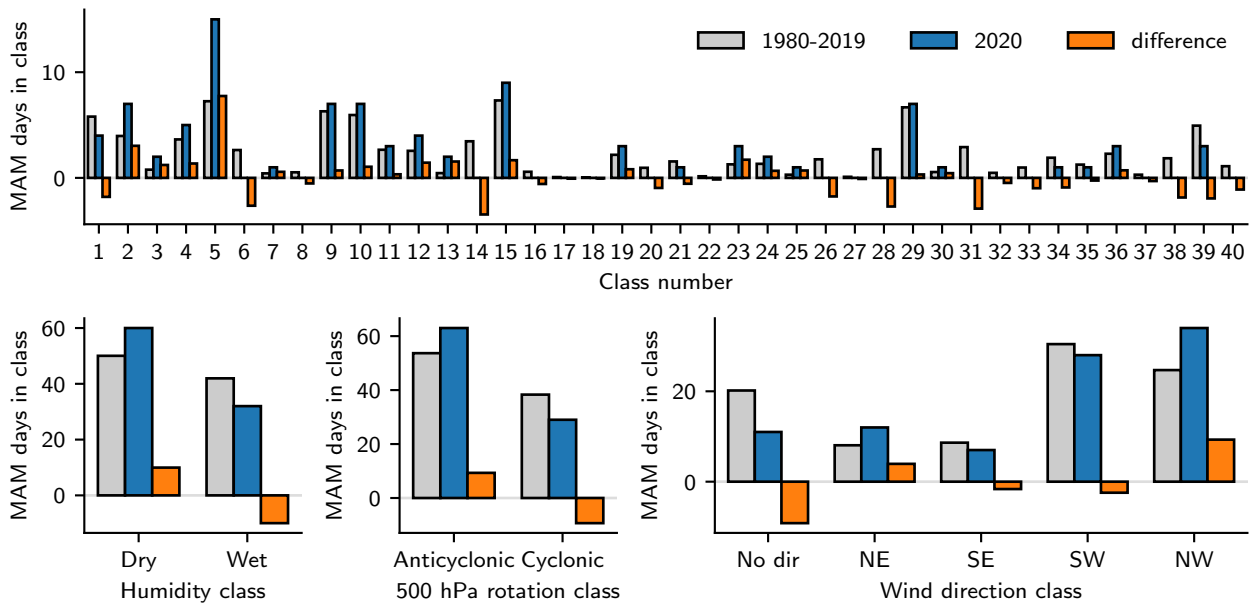 MAM days in class
10
0
1980-2019 2020 difference
1 2 3 4 5 6 7 8 9 10 11 12 13 14 15 16 17 18 19 20 21 22 23 24 25 26 27 28 29 30 31 32 33 34 35 36 37 38 39 40
Class number
MAM days in class
60
40
20
0
Dry Wet
Humidity class
MAM days in class
60
40
20
0
Anticyclonic Cyclonic
500 hPa rotation class
MAM days in class
20
0
No dir NE SE SW NW
Wind direction class